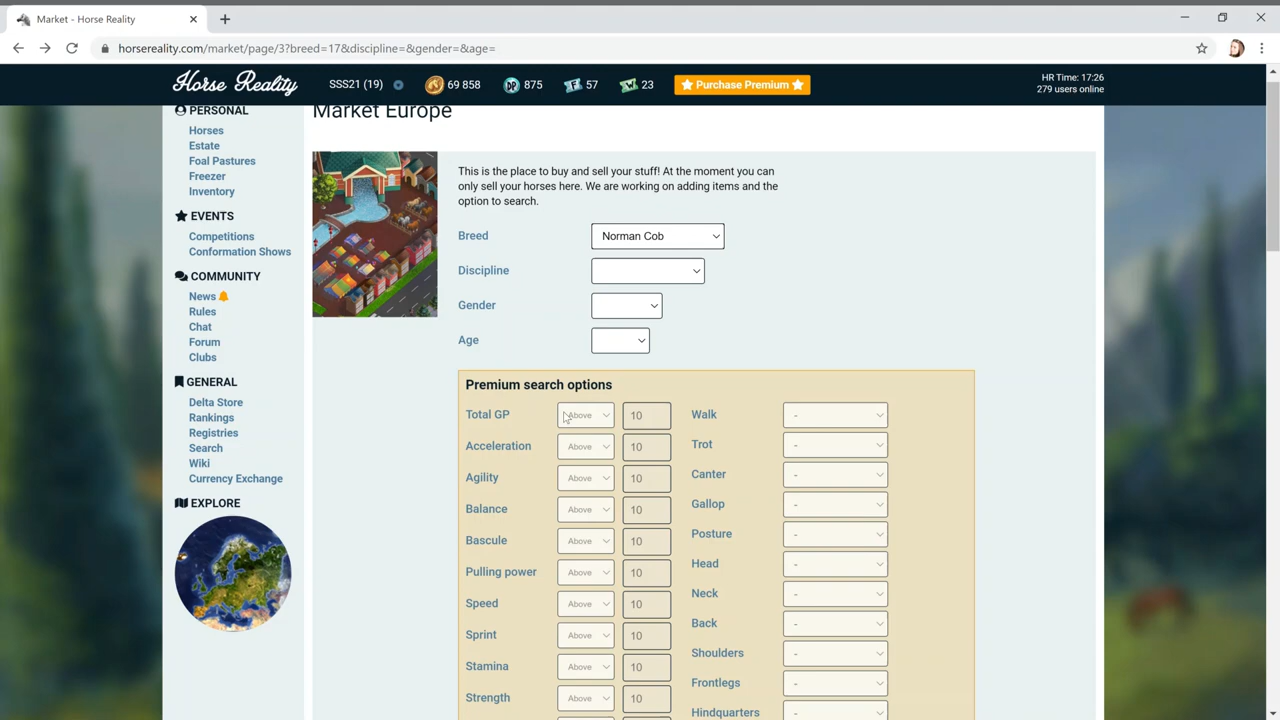 Market - Horse Reality
horsereality.com/market/page/3?breed=17&discipline=&gender=&age=
Horse Reality
SSS21 (19)
69 858
DP 875
57
23
Purchase Premium
HR Time: 17:26
279 users online
PERSONAL
Horses
Estate
Foal Pastures
Freezer
Inventory
EVENTS
Competitions
Conformation Shows
COMMUNITY
News
Rules
Chat
Forum
Clubs
GENERAL
Delta Store
Rankings
Registries
Search
Wiki
Currency Exchange
EXPLORE
Market Europe
This is the place to buy and sell your stuff! At the moment you can
only sell your horses here. We are working on adding items and the
option to search.
Breed Norman Cob
Discipline
Gender
Age
Premium search options
Total GP Above 10 Walk -
Acceleration Above 10 Trot -
Agility Above 10 Canter -
Balance Above 10 Gallop -
Bascule Above 10 Posture -
Pulling power Above 10 Head -
Speed Above 10 Neck -
Sprint Above 10 Back -
Stamina Above 10 Shoulders -
Strength Above 10 Frontlegs -
Hindquarters -